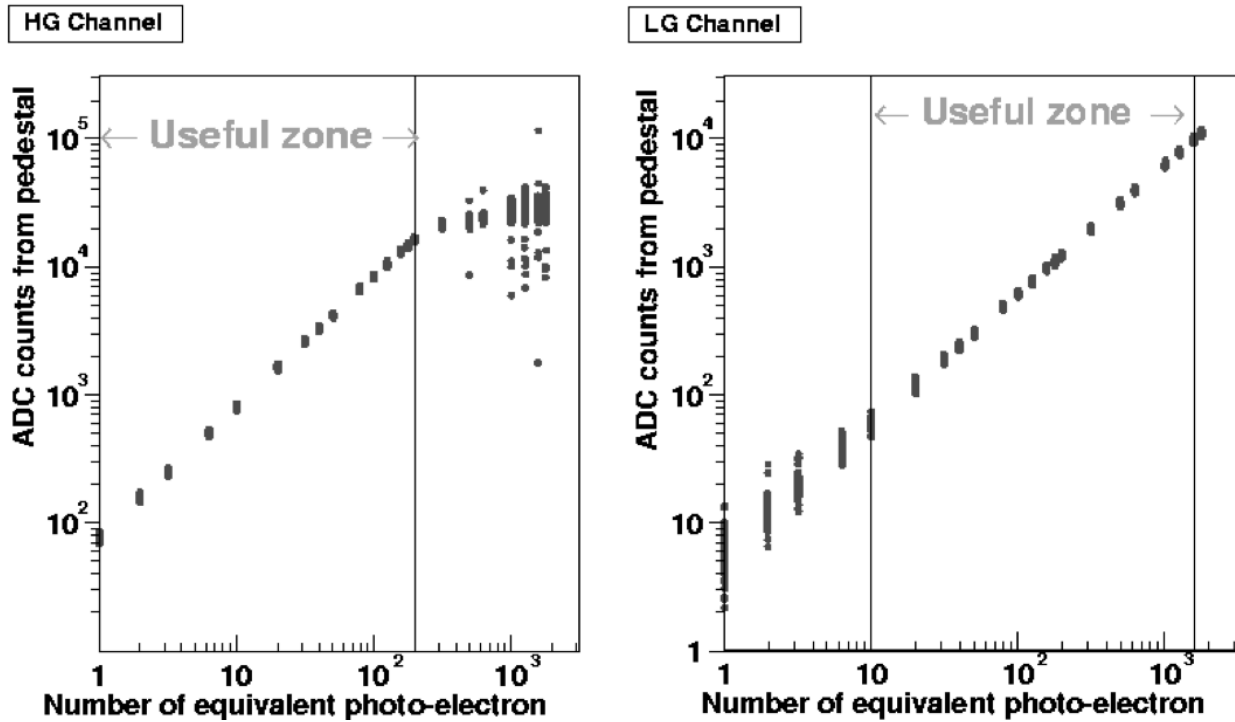 HG Channel
ADC counts from pedestal
Useful zone
10^5
10^4
10^3
10^2
1
10
10^2
10^3
Number of equivalent photo-electron
LG Channel
ADC counts from pedestal
Useful zone
10^4
10^3
10^2
10
1
1
10
10^2
10^3
Number of equivalent photo-electron